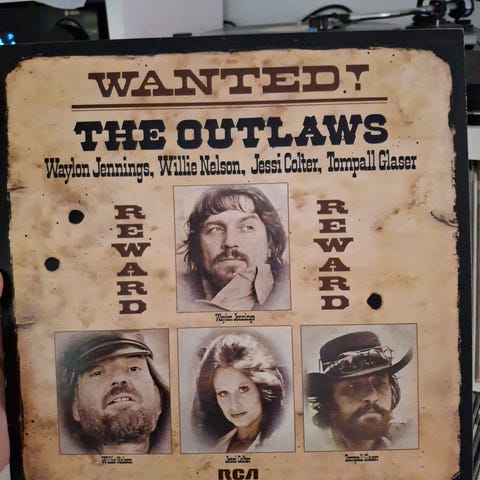 WANTED!
THE OUTLAWS
Waylon Jennings, Willie Nelson, Jessi Colter, Tompall Glaser
REWARD
REWARD
Waylon Jennings
Willie Nelson
Jessi Colter
Tompall Glaser
RCA